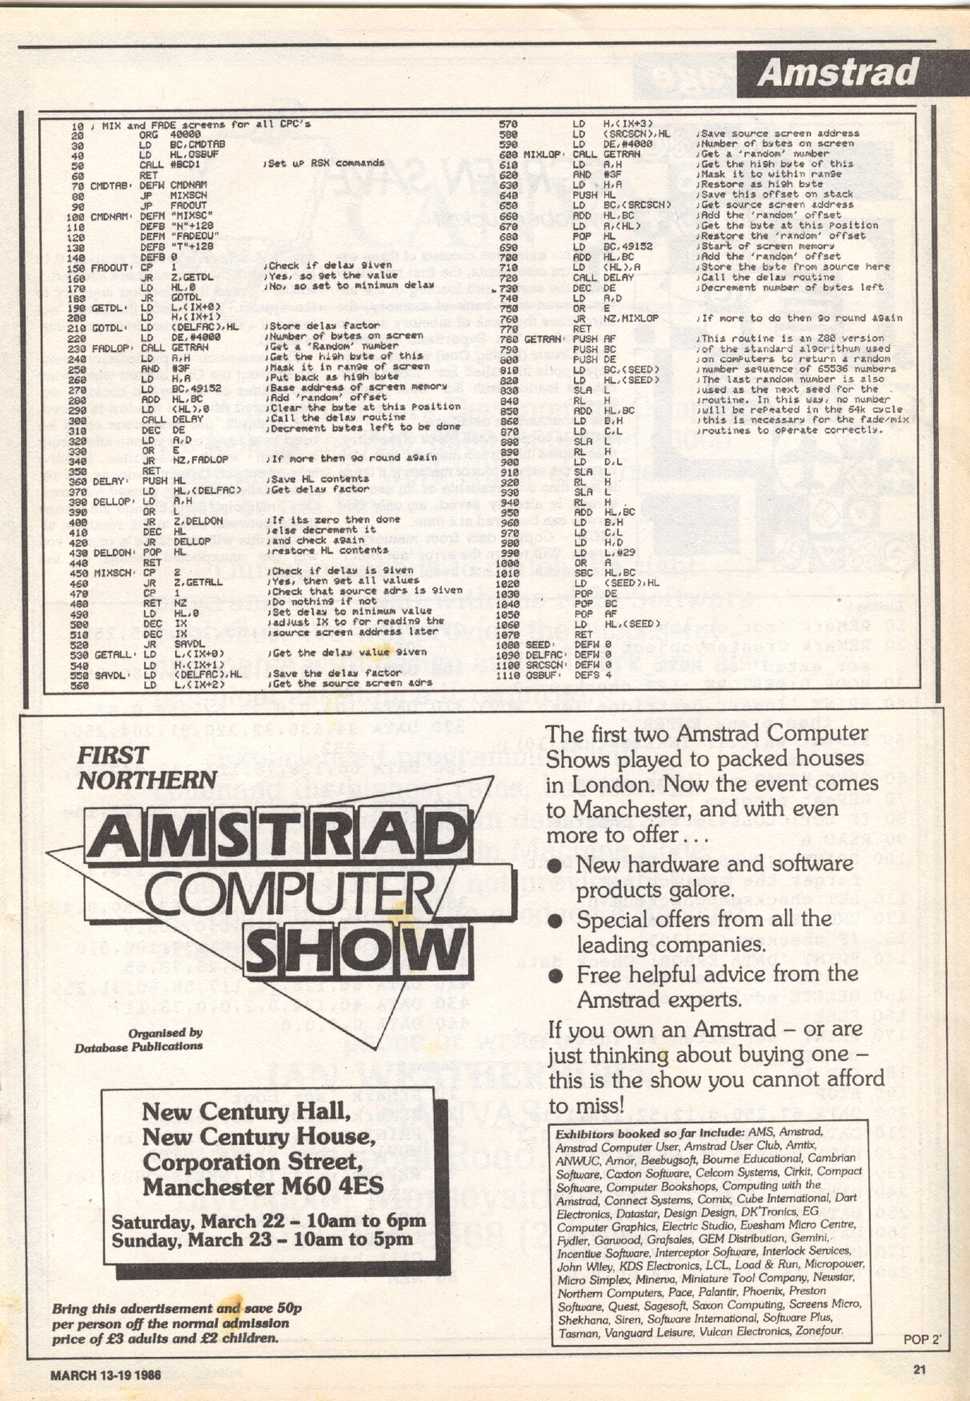 Amstrad
10 ; MIX and FADE screens for all CPC's
20 ORG 40000
30 LD BC,CMDTAB
40 LD HL,OSBUF
50 CALL #BCD1 ;Set up RSX commands
60 RET
70 CMDTAB: DEFW CMDNAM
80 JP MIXSCN
90 JP FADOUT
100 CMDNAM: DEFM "MIXSC"
110 DEFB "N"+128
120 DEFM "FADEOU"
130 DEFB "T"+128
140 DEFB 0
150 FADOUT: CP 1 ;Check if delay given
160 JR Z,GETDL ;Yes, so get the value
170 LD HL,0 ;No, so set to minimum delay
180 JR GOTDL
190 GETDL: LD L,(IX+0)
200 LD H,(IX+1)
210 GOTDL: LD (DELFAC),HL ;Store delay factor
220 LD DE,#4000 ;Number of bytes on screen
230 FADLOP: CALL GETRAN ;Get a 'Random' number
240 LD A,H ;Get the high byte of this
250 AND #3F ;Mask it in range of screen
260 LD H,A ;Put back as high byte
270 LD BC,49152 ;Base address of screen memory
280 ADD HL,BC ;Add 'random' offset
290 LD (HL),0 ;Clear the byte at this position
300 CALL DELAY ;Call the delay routine
310 DEC DE ;Decrement bytes left to be done
320 LD A,D
330 OR E
340 JR NZ,FADLOP ;If more then go round again
350 RET
360 DELAY: PUSH HL ;Save HL contents
370 LD HL,(DELFAC) ;Get delay factor
380 DELLOP: LD A,H
390 OR L
400 JR Z,DELDON ;If its zero then done
410 DEC HL ;else decrement it
420 JR DELLOP ;and check again
430 DELDON: POP HL ;restore HL contents
440 RET
450 MIXSCN: CP 2 ;Check if delay is given
460 JR Z,GETALL ;Yes, then get all values
470 CP 1 ;Check that source adrs is given
480 RET NZ ;Do nothing if not
490 LD HL,0 ;Set delay to minimum value
500 DEC IX ;adjust IX to for reading the
510 DEC IX ;source screen address later
520 JR SAVDL
530 GETALL: LD L,(IX+0) ;Get the delay value given
540 LD H,(IX+1)
550 SAVDL: LD (DELFAC),HL ;Save the delay factor
560 LD L,(IX+2) ;Get the source screen adrs
570 LD H,(IX+3)
580 LD (SRCSCN),HL ;Save source screen address
590 LD DE,#4000 ;Number of bytes on screen
600 MIXLOP: CALL GETRAN ;Get a 'random' number
610 LD A,H ;Get the high byte of this
620 AND #3F ;Mask it to within range
630 LD H,A ;Restore as high byte
640 PUSH HL ;Save this offset on stack
650 LD BC,(SRCSCN) ;Get source screen address
660 ADD HL,BC ;Add the 'random' offset
670 LD A,(HL) ;Get the byte at this position
680 POP HL ;Restore the 'random' offset
690 LD BC,49152 ;Start of screen memory
700 ADD HL,BC ;Add the 'random' offset
710 LD (HL),A ;Store the byte from source here
720 CALL DELAY ;Call the delay routine
730 DEC DE ;Decrement number of bytes left
740 LD A,D
750 OR E
760 JR NZ,MIXLOP ;If more to do then go round again
770 RET
780 GETRAN: PUSH AF ;This routine is an Z80 version
790 PUSH BC ;of the standard algorithum used
800 PUSH DE ;on computers to return a random
810 LD BC,(SEED) ;number sequence of 65536 numbers
820 LD HL,(SEED) ;The last random number is also
830 SLA L ;used as the next seed for the
840 RL H ;routine. In this way, no number
850 ADD HL,BC ;will be repeated in the 64k cycle
860 LD B,H ;this is necessary for the fade/mix
870 LD C,L ;routines to operate correctly.
880 SLA L
890 RL H
900 LD D,L
910 SLA L
920 RL H
930 SLA L
940 RL H
950 ADD HL,BC
960 LD B,H
970 LD C,L
980 LD H,D
990 LD L,#29
1000 OR A
1010 SBC HL,BC
1020 LD (SEED),HL
1030 POP DE
1040 POP BC
1050 POP AF
1060 LD HL,(SEED)
1070 RET
1080 SEED: DEFW 0
1090 DELFAC: DEFW 0
1100 SRCSCN: DEFW 0
1110 OSBUF: DEFS 4
FIRST
NORTHERN
AMSTRAD
COMPUTER
SHOW
Organised by
Database Publications
New Century Hall,
New Century House,
Corporation Street,
Manchester M60 4ES
Saturday, March 22 – 10am to 6pm
Sunday, March 23 – 10am to 5pm
Bring this advertisement and save 50p
per person off the normal admission
price of £3 adults and £2 children.
The first two Amstrad Computer
Shows played to packed houses
in London. Now the event comes
to Manchester, and with even
more to offer...
● New hardware and software
products galore.
● Special offers from all the
leading companies.
● Free helpful advice from the
Amstrad experts.
If you own an Amstrad – or are
just thinking about buying one –
this is the show you cannot afford
to miss!
Exhibitors booked so far include: AMS, Amstrad,
Amstrad Computer User, Amstrad User Club, Amtix,
ANWUC, Arnor, Beebugsoft, Bourne Educational, Cambrian
Software, Caxton Software, Celcom Systems, Cirkit, Compact
Software, Computer Bookshops, Computing with the
Amstrad, Connect Systems, Comix, Cube International, Dart
Electronics, Datastar, Design Design, DK'Tronics, EG
Computer Graphics, Electric Studio, Evesham Micro Centre,
Fydler, Garwood, Grafsales, GEM Distribution, Gemini,
Incentive Software, Interceptor Software, Interlock Services,
John Wiley, KDS Electronics, LCL, Load & Run, Micropower,
Micro Simplex, Minerva, Miniature Tool Company, Newstar,
Northern Computers, Pace, Palantir, Phoenix, Preston
Software, Quest, Sagesoft, Saxon Computing, Screens Micro,
Shekhana, Siren, Software International, Software Plus,
Tasman, Vanguard Leisure, Vulcan Electronics, Zonefour.
POP 2'
MARCH 13-19 1986
21